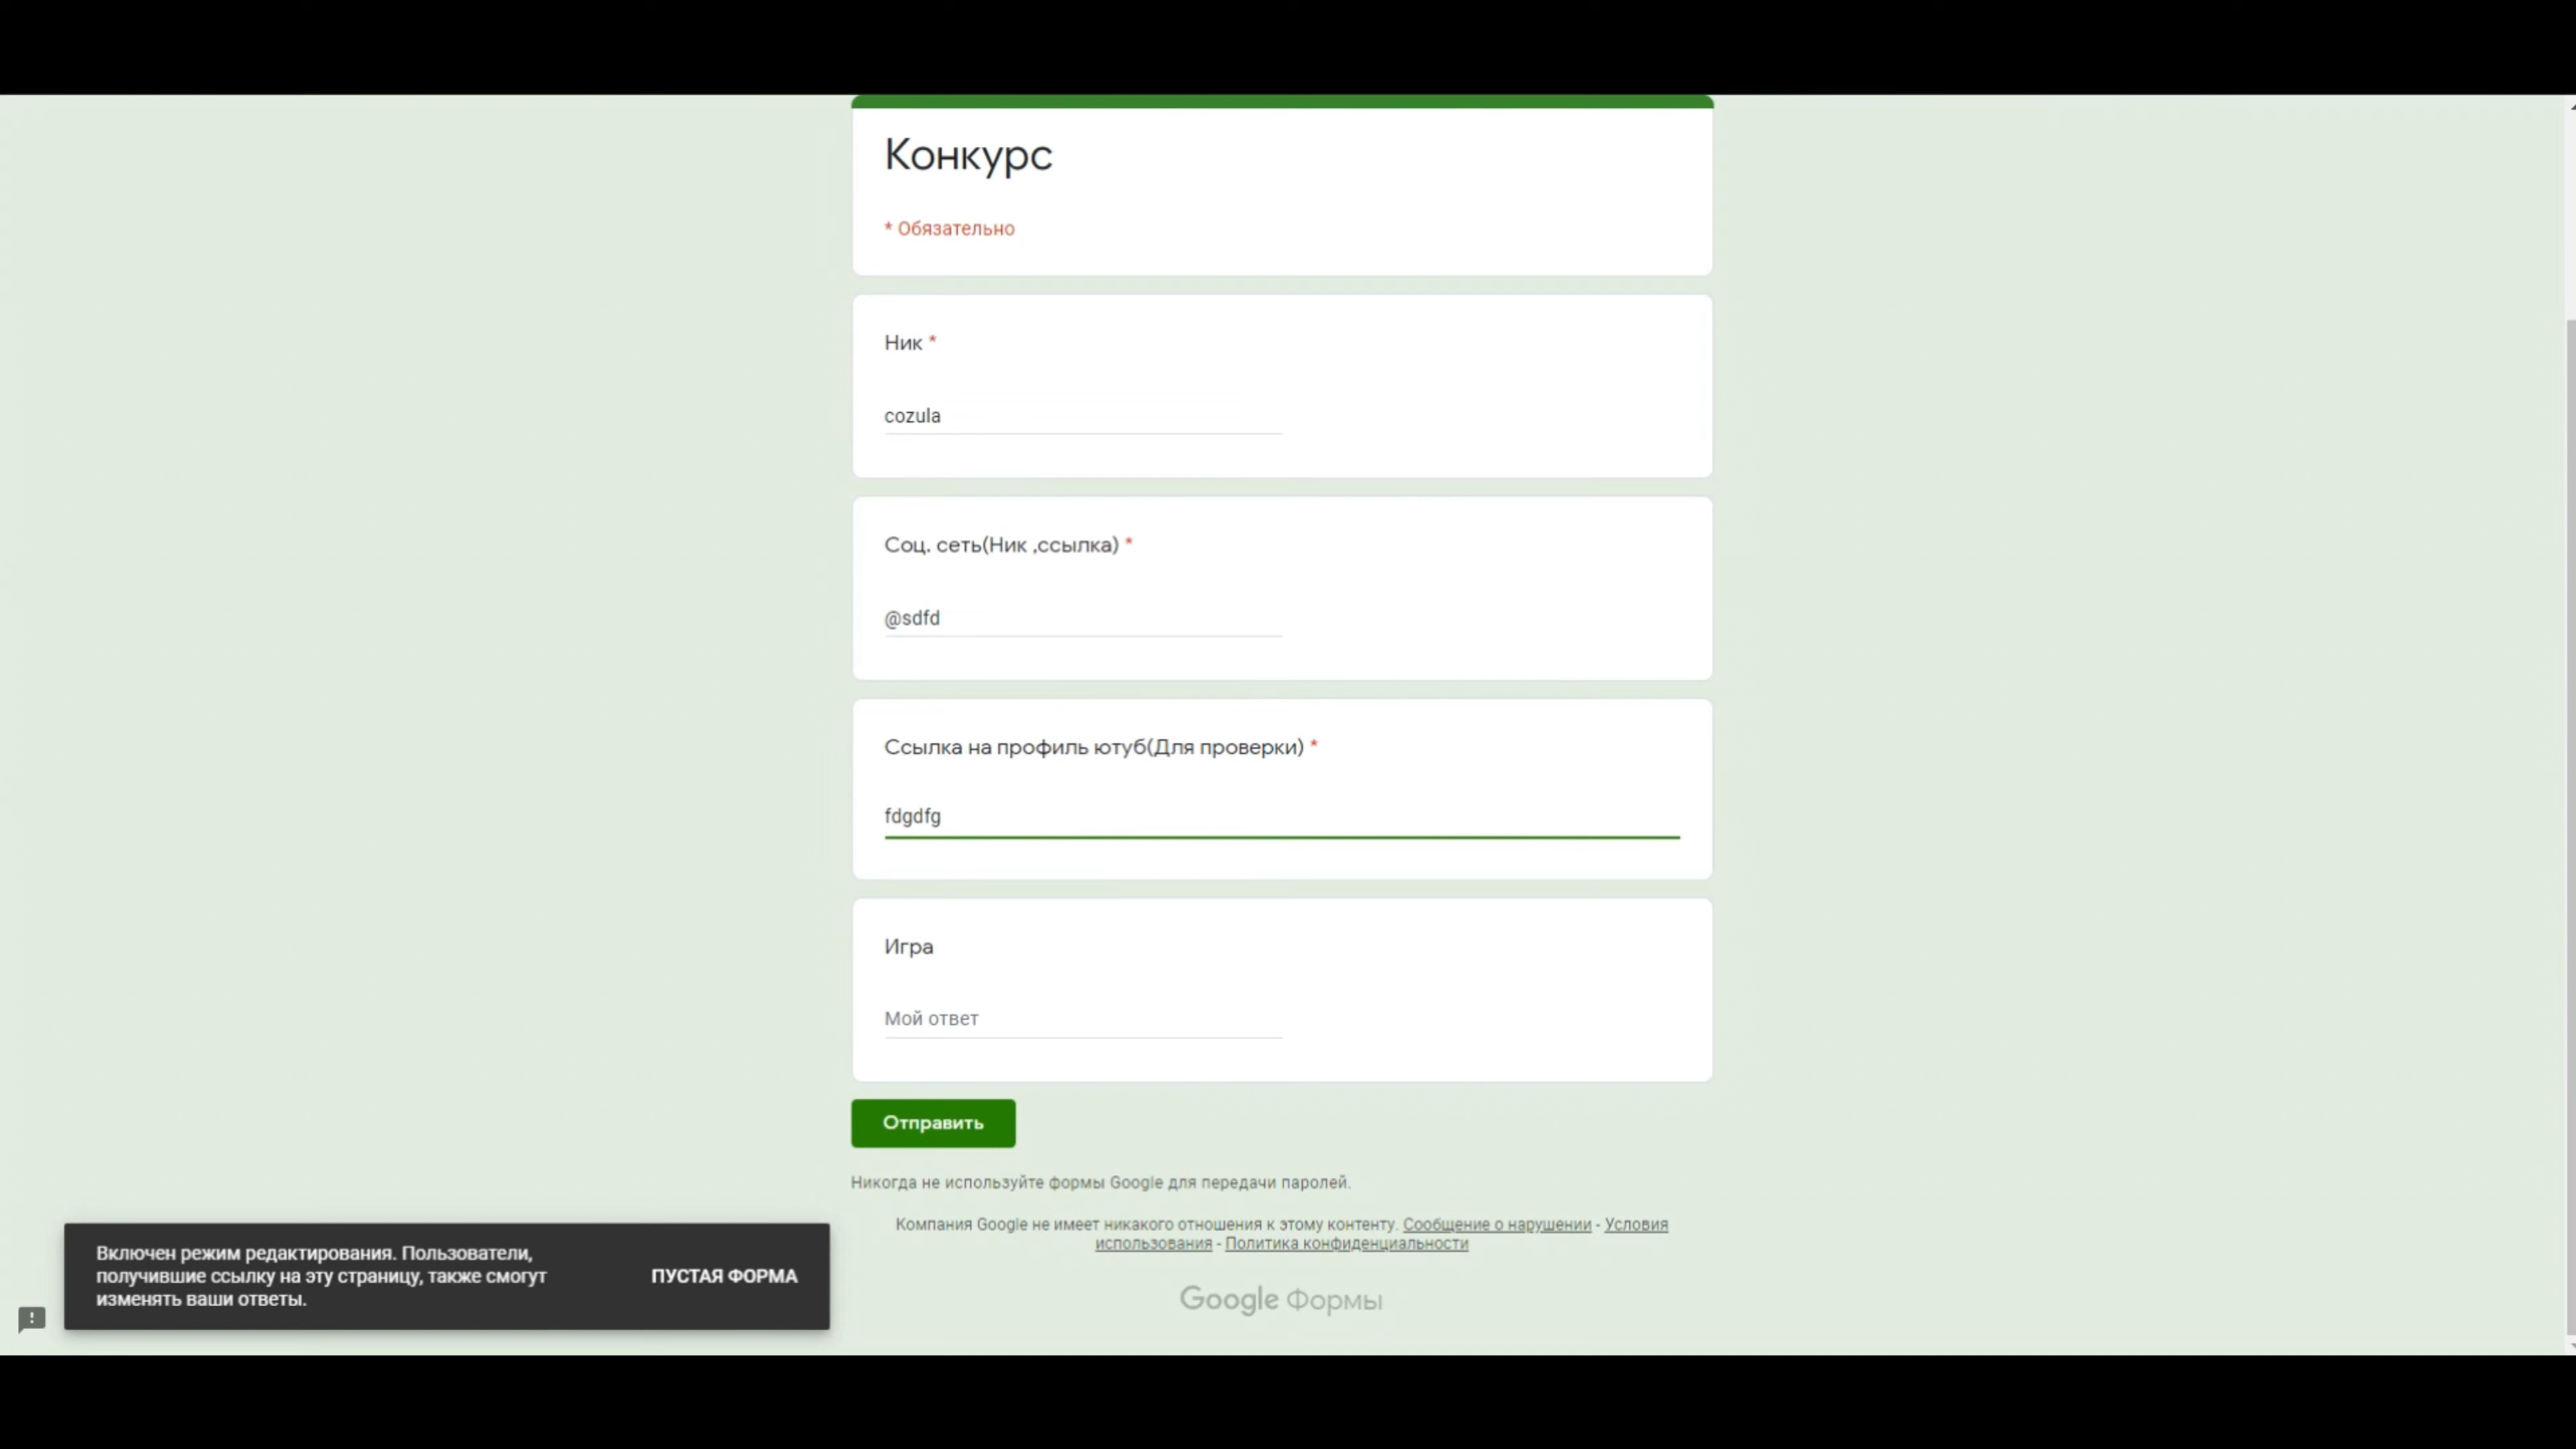 Конкурс
* Обязательно
Ник *
cozula
Соц. сеть(Ник ,ссылка) *
@sdfd
Ссылка на профиль ютуб(Для проверки) *
fdgdfg
Игра
Мой ответ
Отправить
Никогда не используйте формы Google для передачи паролей.
Компания Google не имеет никакого отношения к этому контенту. Сообщение о нарушении - Условия
использования - Политика конфиденциальности
Google Формы
Включен режим редактирования. Пользователи,
получившие ссылку на эту страницу, также смогут
изменять ваши ответы.
ПУСТАЯ ФОРМА